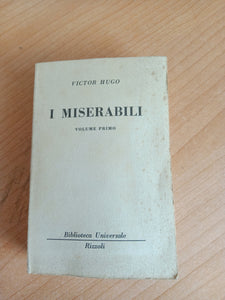 VICTOR HUGO
I MISERABILI
VOLUME PRIMO
Biblioteca Universale
Rizzoli